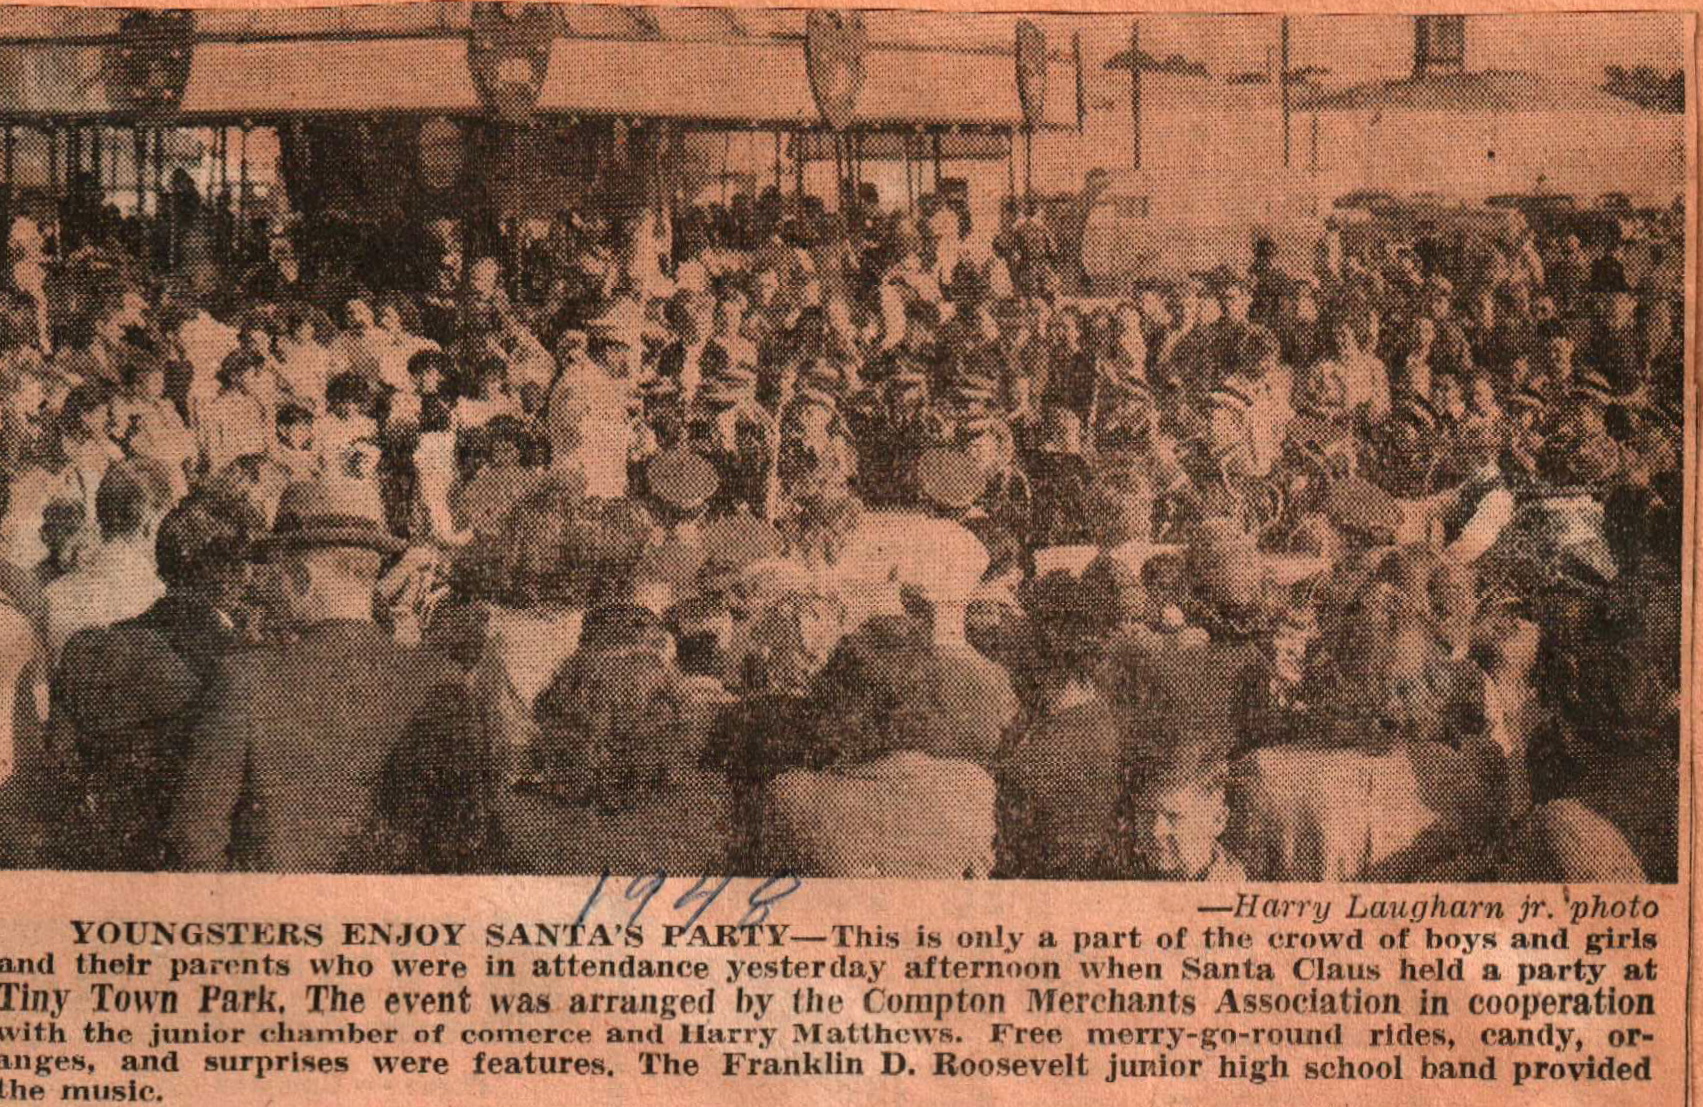 1948
—Harry Laugharn jr. photo
YOUNGSTERS ENJOY SANTA'S PARTY—This is only a part of the crowd of boys and girls
and their parents who were in attendance yesterday afternoon when Santa Claus held a party at
Tiny Town Park. The event was arranged by the Compton Merchants Association in cooperation
with the junior chamber of comerce and Harry Matthews. Free merry-go-round rides, candy, or-
anges, and surprises were features. The Franklin D. Roosevelt junior high school band provided
the music.